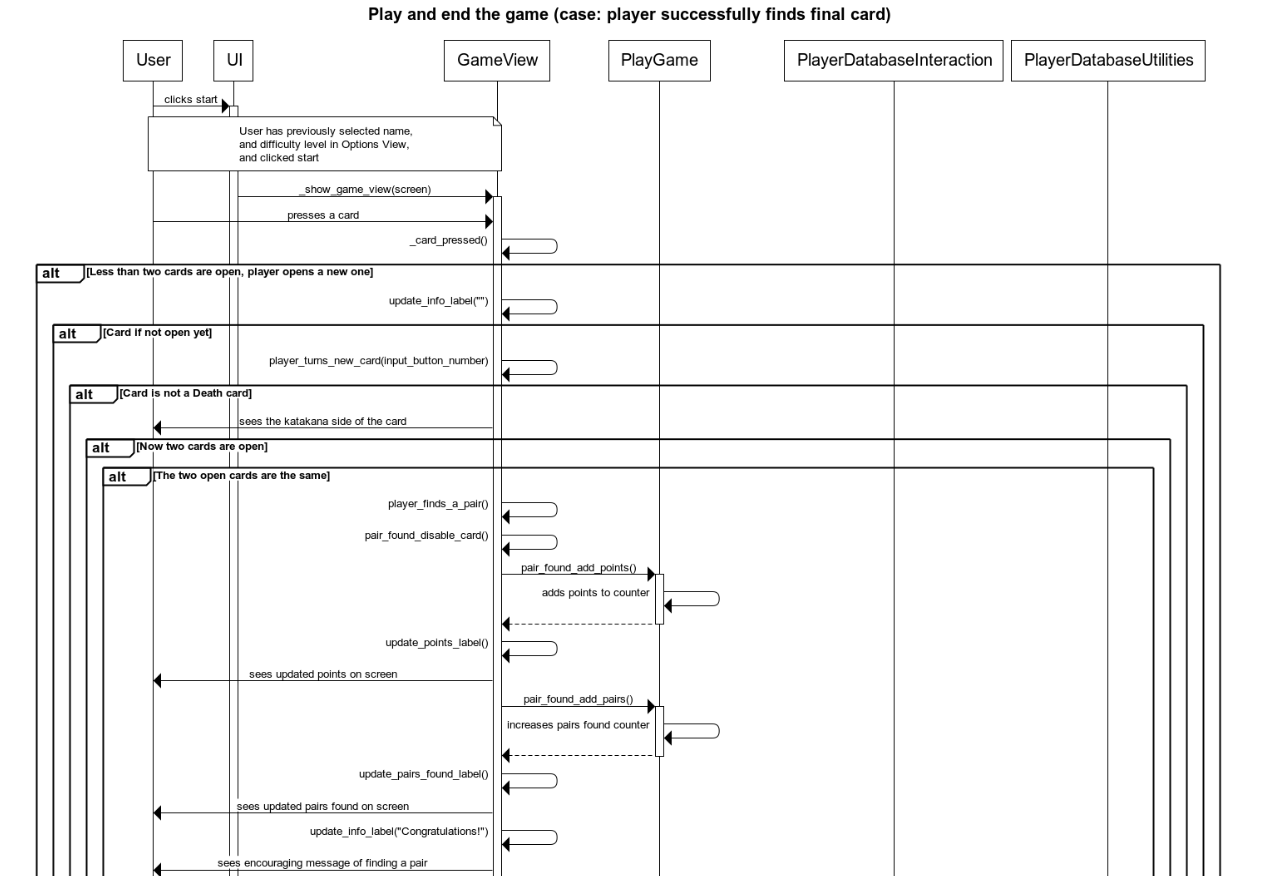 Play and end the game (case: player successfully finds final card)
User
UI
GameView
PlayGame
PlayerDatabaseInteraction
PlayerDatabaseUtilities
clicks start
User has previously selected name,
and difficulty level in Options View,
and clicked start
_show_game_view(screen)
presses a card
_card_pressed()
alt
[Less than two cards are open, player opens a new one]
update_info_label("")
alt
[Card if not open yet]
player_turns_new_card(input_button_number)
alt
[Card is not a Death card]
sees the katakana side of the card
alt
[Now two cards are open]
alt
[The two open cards are the same]
player_finds_a_pair()
pair_found_disable_card()
pair_found_add_points()
adds points to counter
update_points_label()
sees updated points on screen
pair_found_add_pairs()
increases pairs found counter
update_pairs_found_label()
sees updated pairs found on screen
update_info_label("Congratulations!")
sees encouraging message of finding a pair